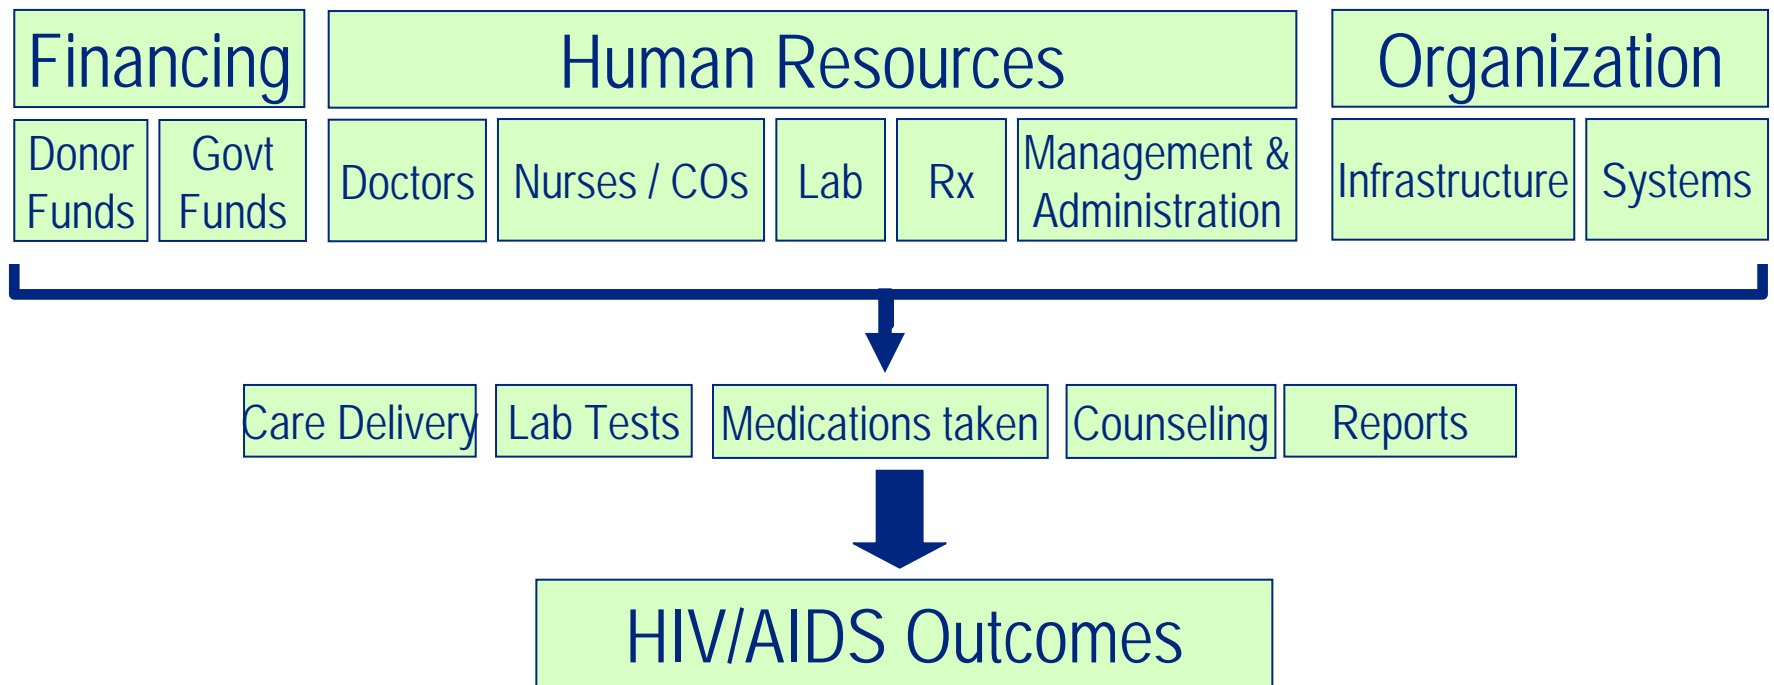 Financing
Human Resources
Organization
Donor
Funds
Govt
Funds
Doctors
Nurses / COs
Lab
Rx
Management &
Administration
Infrastructure
Systems
Care Delivery
Lab Tests
Medications taken
Counseling
Reports
HIV/AIDS Outcomes